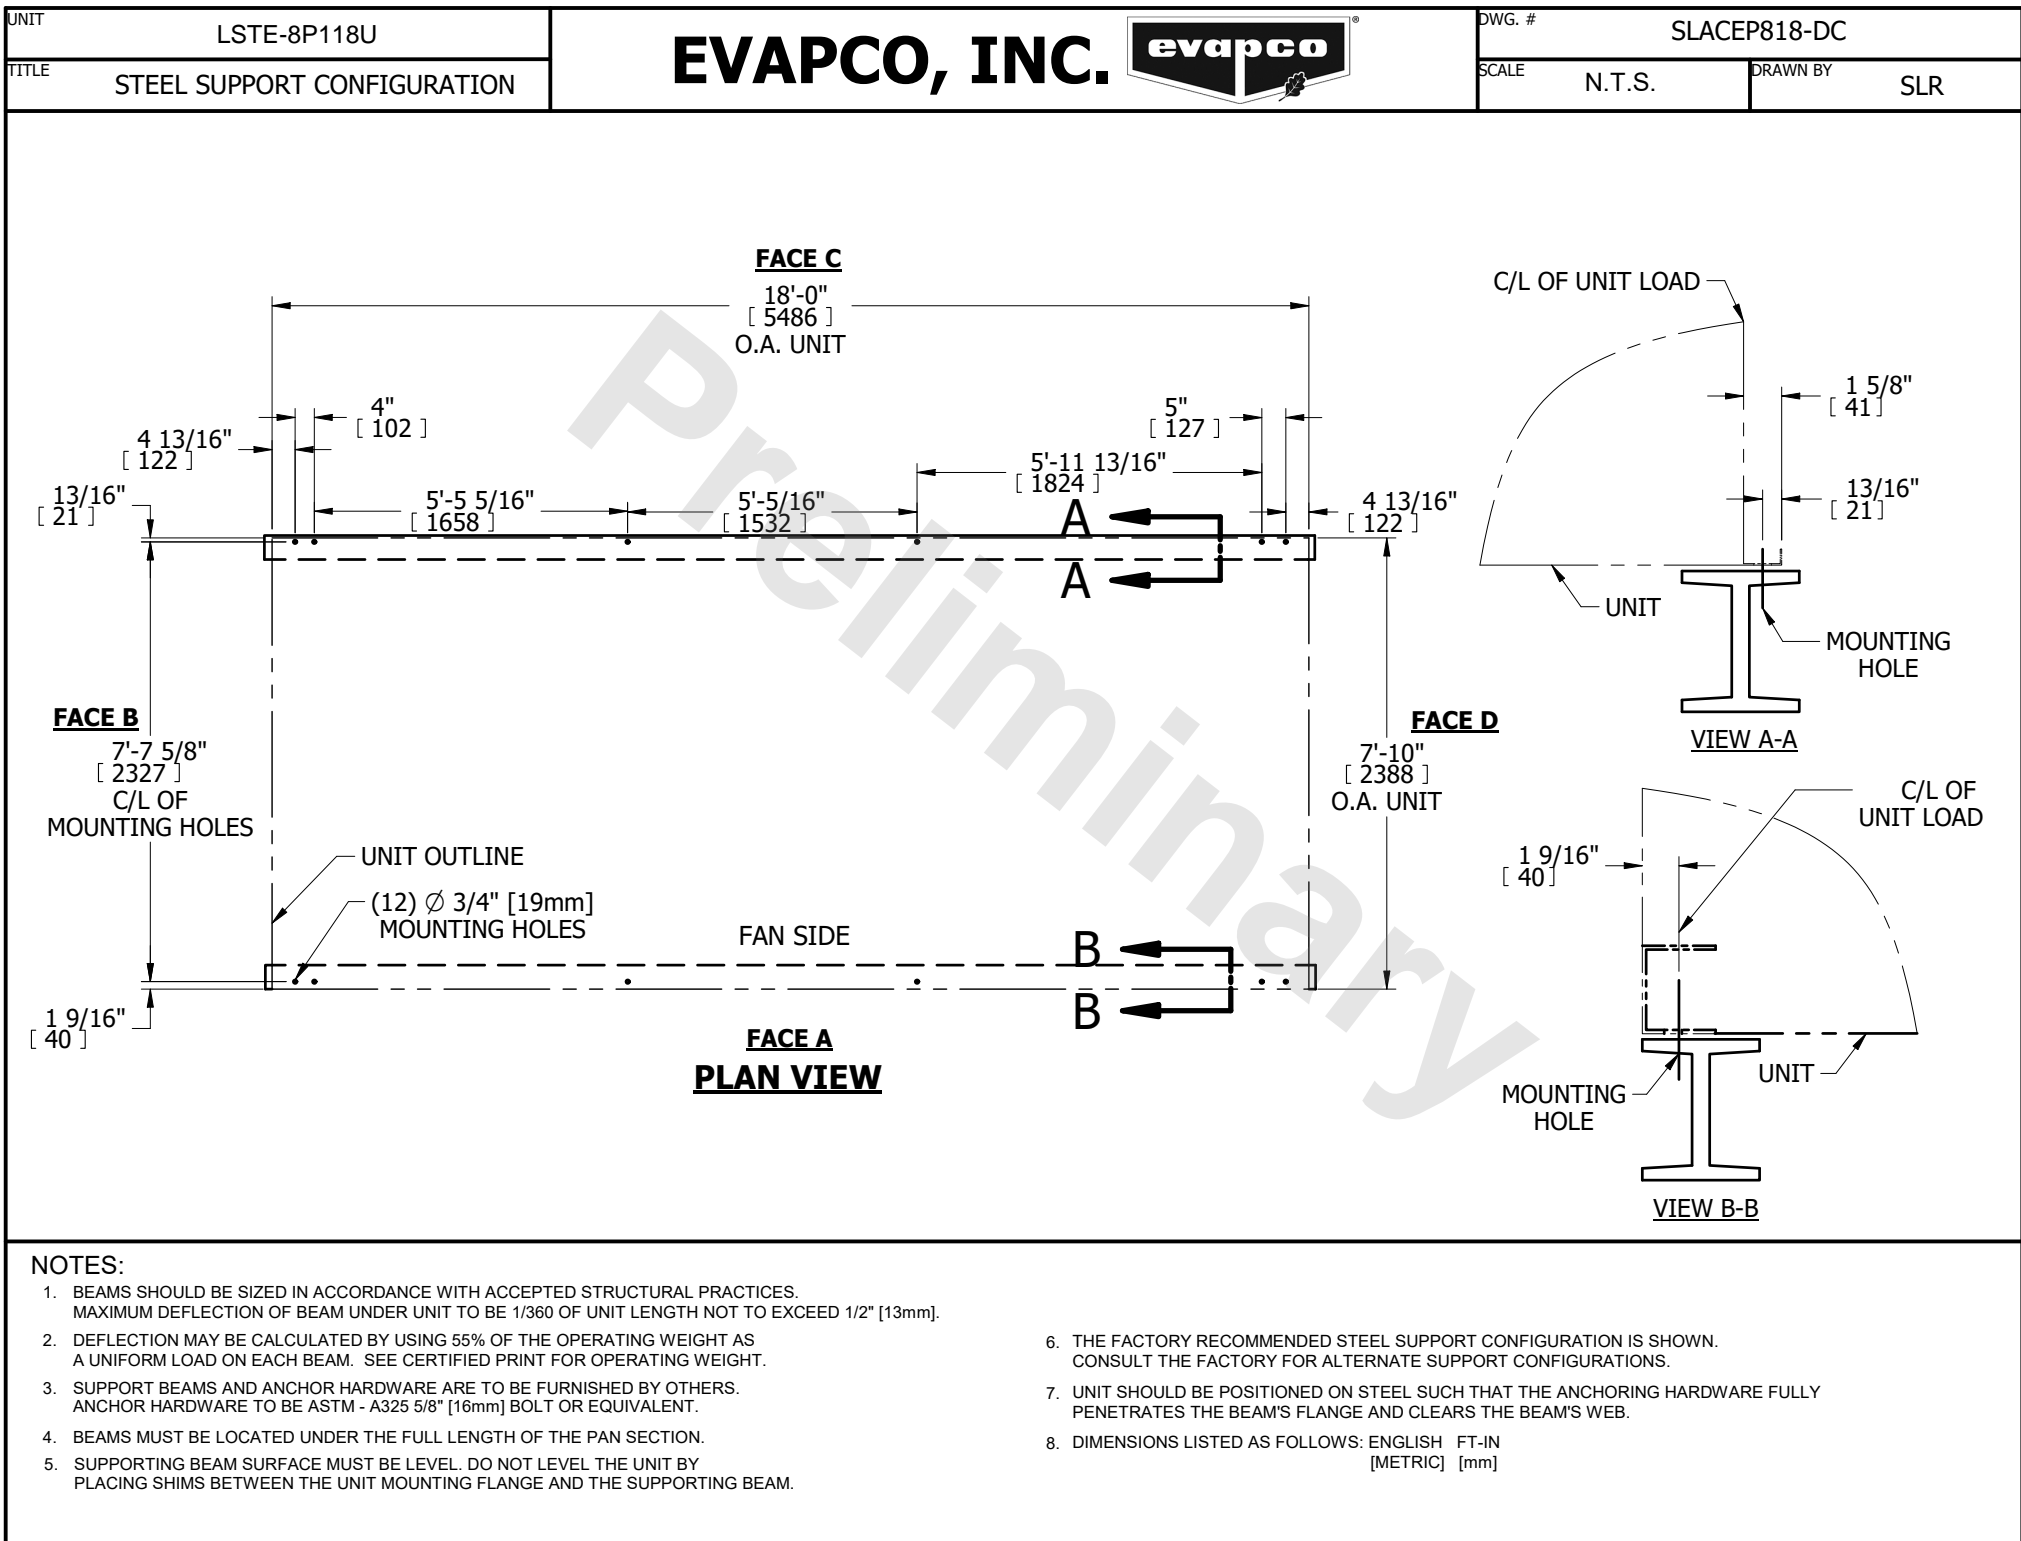 UNIT
LSTE-8P118U
TITLE
STEEL SUPPORT CONFIGURATION
EVAPCO, INC.
evapco
®
DWG. #
SLACEP818-DC
SCALE
N.T.S.
DRAWN BY
SLR
FACE C
18'-0"
[ 5486 ]
O.A. UNIT
4"
[ 102 ]
4 13/16"
[ 122 ]
13/16"
[ 21 ]
5'-5 5/16"
[ 1658 ]
5'-5/16"
[ 1532 ]
5'-11 13/16"
[ 1824 ]
5"
[ 127 ]
4 13/16"
[ 122 ]
A
A
FACE B
7'-7 5/8"
[ 2327 ]
C/L OF
MOUNTING HOLES
FACE D
7'-10"
[ 2388 ]
O.A. UNIT
UNIT OUTLINE
(12) Ø 3/4" [19mm]
MOUNTING HOLES
FAN SIDE
B
B
1 9/16"
[ 40 ]
FACE A
PLAN VIEW
Preliminary
C/L OF UNIT LOAD
1 5/8"
[ 41 ]
13/16"
[ 21 ]
UNIT
MOUNTING
HOLE
VIEW A-A
C/L OF
UNIT LOAD
1 9/16"
[ 40 ]
UNIT
MOUNTING
HOLE
VIEW B-B
NOTES:
1. BEAMS SHOULD BE SIZED IN ACCORDANCE WITH ACCEPTED STRUCTURAL PRACTICES.
MAXIMUM DEFLECTION OF BEAM UNDER UNIT TO BE 1/360 OF UNIT LENGTH NOT TO EXCEED 1/2" [13mm].
2. DEFLECTION MAY BE CALCULATED BY USING 55% OF THE OPERATING WEIGHT AS
A UNIFORM LOAD ON EACH BEAM. SEE CERTIFIED PRINT FOR OPERATING WEIGHT.
3. SUPPORT BEAMS AND ANCHOR HARDWARE ARE TO BE FURNISHED BY OTHERS.
ANCHOR HARDWARE TO BE ASTM - A325 5/8" [16mm] BOLT OR EQUIVALENT.
4. BEAMS MUST BE LOCATED UNDER THE FULL LENGTH OF THE PAN SECTION.
5. SUPPORTING BEAM SURFACE MUST BE LEVEL. DO NOT LEVEL THE UNIT BY
PLACING SHIMS BETWEEN THE UNIT MOUNTING FLANGE AND THE SUPPORTING BEAM.
6. THE FACTORY RECOMMENDED STEEL SUPPORT CONFIGURATION IS SHOWN.
CONSULT THE FACTORY FOR ALTERNATE SUPPORT CONFIGURATIONS.
7. UNIT SHOULD BE POSITIONED ON STEEL SUCH THAT THE ANCHORING HARDWARE FULLY
PENETRATES THE BEAM'S FLANGE AND CLEARS THE BEAM'S WEB.
8. DIMENSIONS LISTED AS FOLLOWS: ENGLISH FT-IN
[METRIC] [mm]